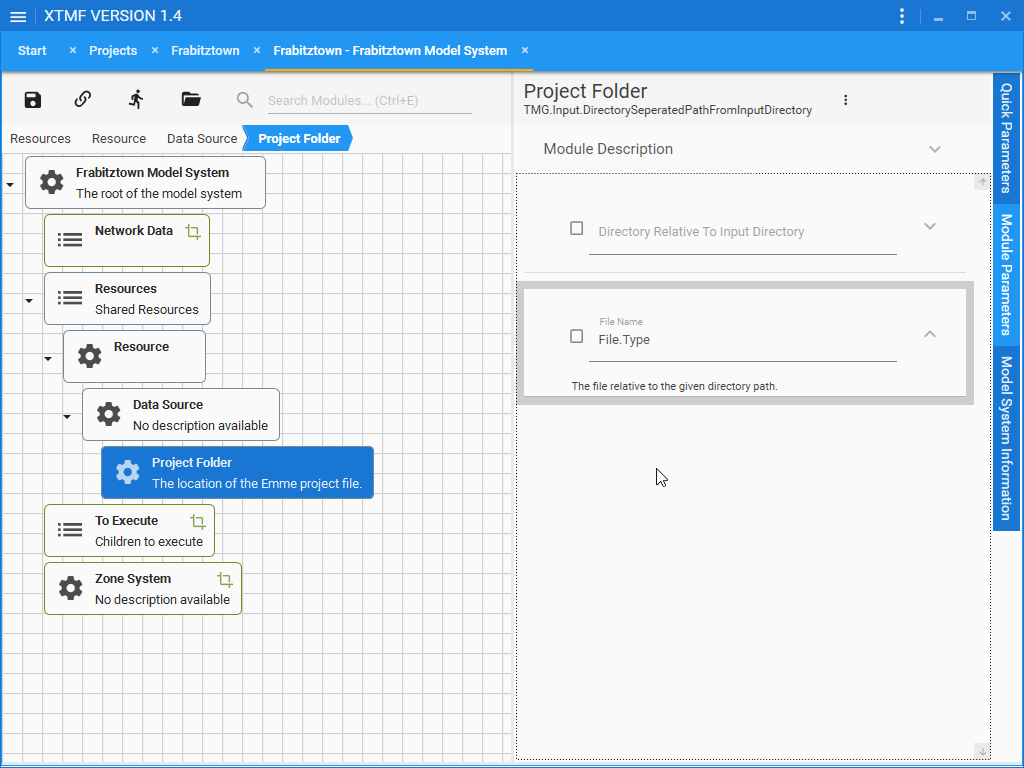 XTMF VERSION 1.4
Start × Projects × Frabitztown × Frabitztown - Frabitztown Model System ×
Search Modules... (Ctrl+E)
Resources Resource Data Source Project Folder
Frabitztown Model System
The root of the model system
Network Data
Resources
Shared Resources
Resource
Data Source
No description available
Project Folder
The location of the Emme project file.
To Execute
Children to execute
Zone System
No description available
Project Folder
TMG.Input.DirectorySeperatedPathFromInputDirectory
Module Description
Directory Relative To Input Directory
File Name
File.Type
The file relative to the given directory path.
Quick Parameters
Module Parameters
Model System Information